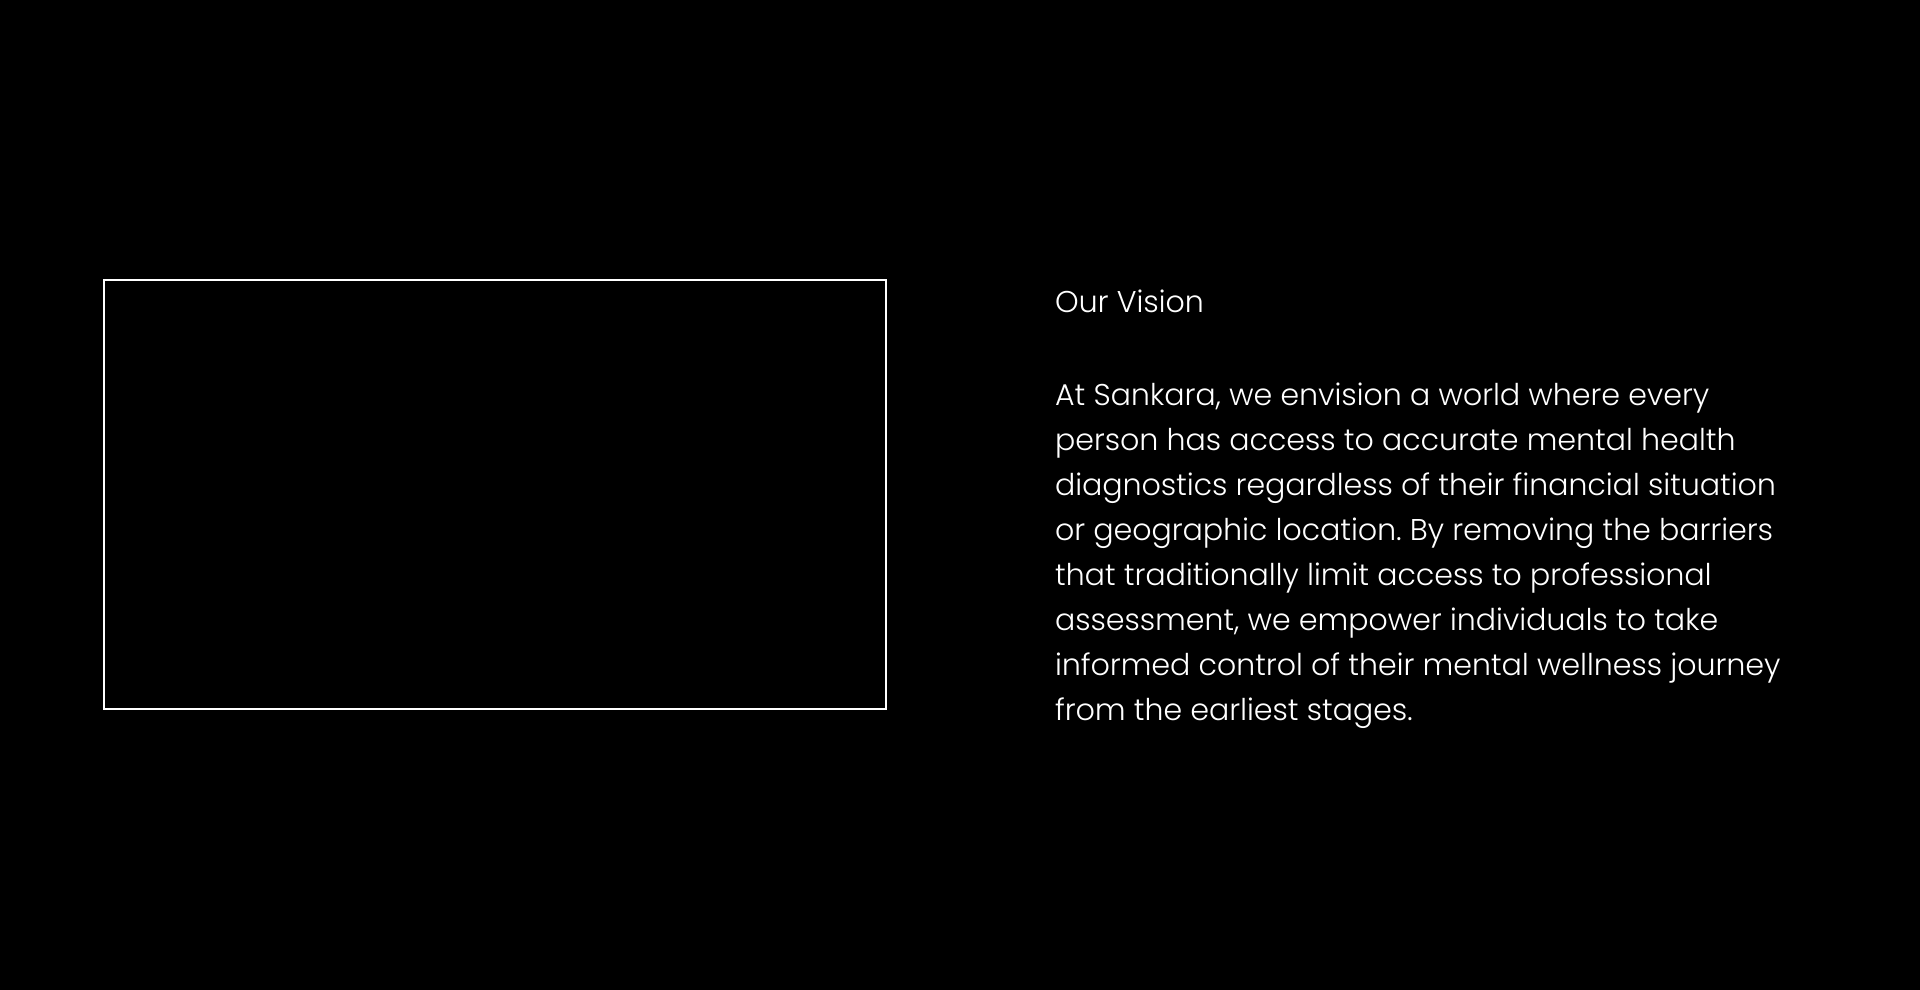 Our Vision
At Sankara, we envision a world where every
person has access to accurate mental health
diagnostics regardless of their financial situation
or geographic location. By removing the barriers
that traditionally limit access to professional
assessment, we empower individuals to take
informed control of their mental wellness journey
from the earliest stages.